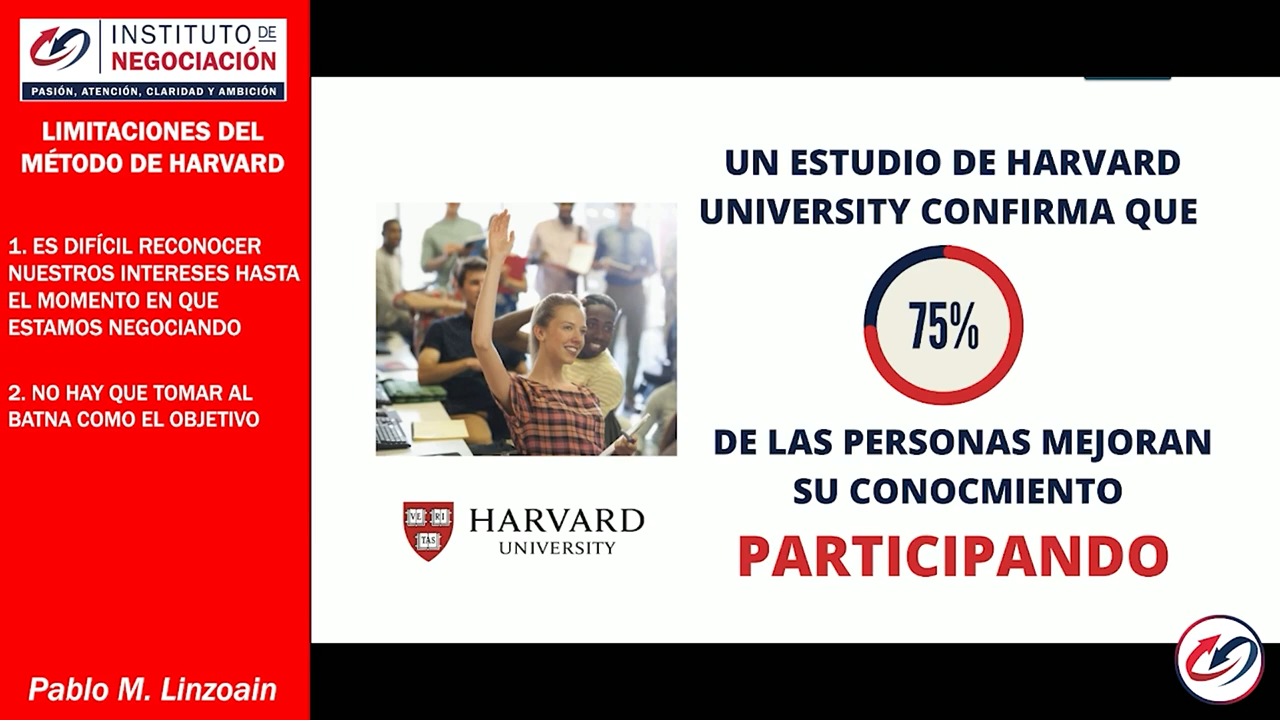 INSTITUTO DE
NEGOCIACIÓN
PASIÓN, ATENCIÓN, CLARIDAD Y AMBICIÓN
LIMITACIONES DEL
MÉTODO DE HARVARD
1. ES DIFÍCIL RECONOCER
NUESTROS INTERESES HASTA
EL MOMENTO EN QUE
ESTAMOS NEGOCIANDO
2. NO HAY QUE TOMAR AL
BATNA COMO EL OBJETIVO
Pablo M. Linzoain
UN ESTUDIO DE HARVARD
UNIVERSITY CONFIRMA QUE
75%
DE LAS PERSONAS MEJORAN
SU CONOCMIENTO
PARTICIPANDO
VE RI
TAS
HARVARD
UNIVERSITY